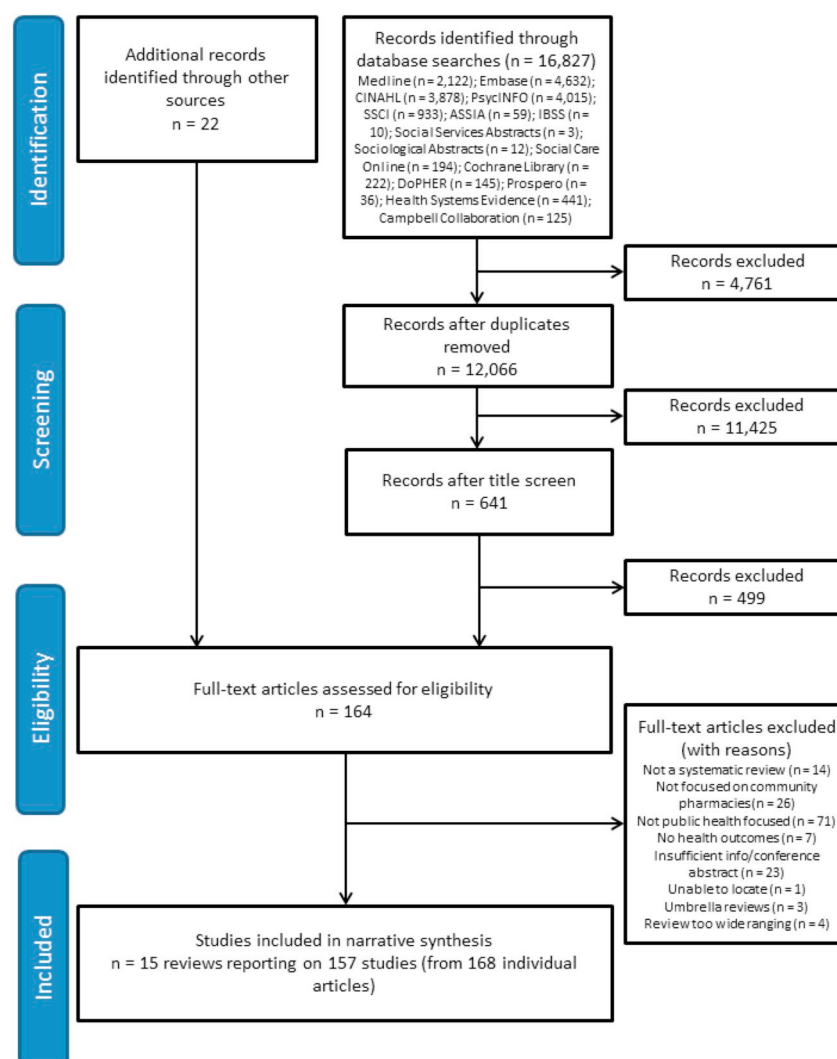 Identification
Additional records
identified through other
sources
n = 22
Records identified through
database searches (n = 16,827)
Medline (n = 2,122); Embase (n = 4,632);
CINAHL (n = 3,878); PsycINFO (n = 4,015);
SSCI (n = 933); ASSIA (n = 59); IBSS (n =
10); Social Services Abstracts (n = 3);
Sociological Abstracts (n = 12); Social Care
Online (n = 194); Cochrane Library (n =
222); DoPHER (n = 145); Prospero (n =
36); Health Systems Evidence (n = 441);
Campbell Collaboration (n = 125)
Records excluded
n = 4,761
Screening
Records after duplicates
removed
n = 12,066
Records excluded
n = 11,425
Records after title screen
n = 641
Records excluded
n = 499
Eligibility
Full-text articles assessed for eligibility
n = 164
Full-text articles excluded
(with reasons)
Not a systematic review (n = 14)
Not focused on community
pharmacies (n = 26)
Not public health focused (n = 71)
No health outcomes (n = 7)
Insufficient info/conference
abstract (n = 23)
Unable to locate (n = 1)
Umbrella reviews (n = 3)
Review too wide ranging (n = 4)
Included
Studies included in narrative synthesis
n = 15 reviews reporting on 157 studies (from 168 individual
articles)